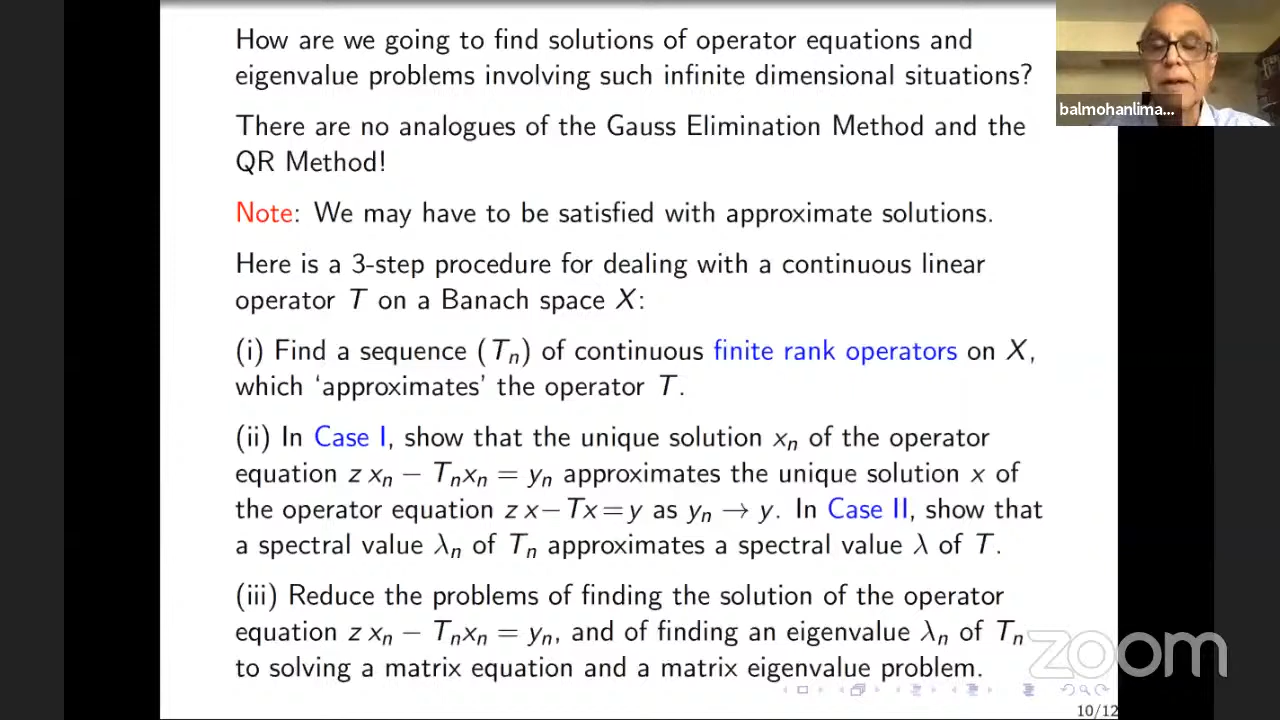 How are we going to find solutions of operator equations and
eigenvalue problems involving such infinite dimensional situations?
There are no analogues of the Gauss Elimination Method and the
QR Method!
Note: We may have to be satisfied with approximate solutions.
Here is a 3-step procedure for dealing with a continuous linear
operator T on a Banach space X:
(i) Find a sequence (Tₙ) of continuous finite rank operators on X,
which ‘approximates’ the operator T.
(ii) In Case I, show that the unique solution xₙ of the operator
equation z xₙ − Tₙxₙ = yₙ approximates the unique solution x of
the operator equation z x−Tx=y as yₙ → y. In Case II, show that
a spectral value λₙ of Tₙ approximates a spectral value λ of T.
(iii) Reduce the problems of finding the solution of the operator
equation z xₙ − Tₙxₙ = yₙ, and of finding an eigenvalue λₙ of Tₙ
to solving a matrix equation and a matrix eigenvalue problem.
10/12
balmohanlima...
zoom